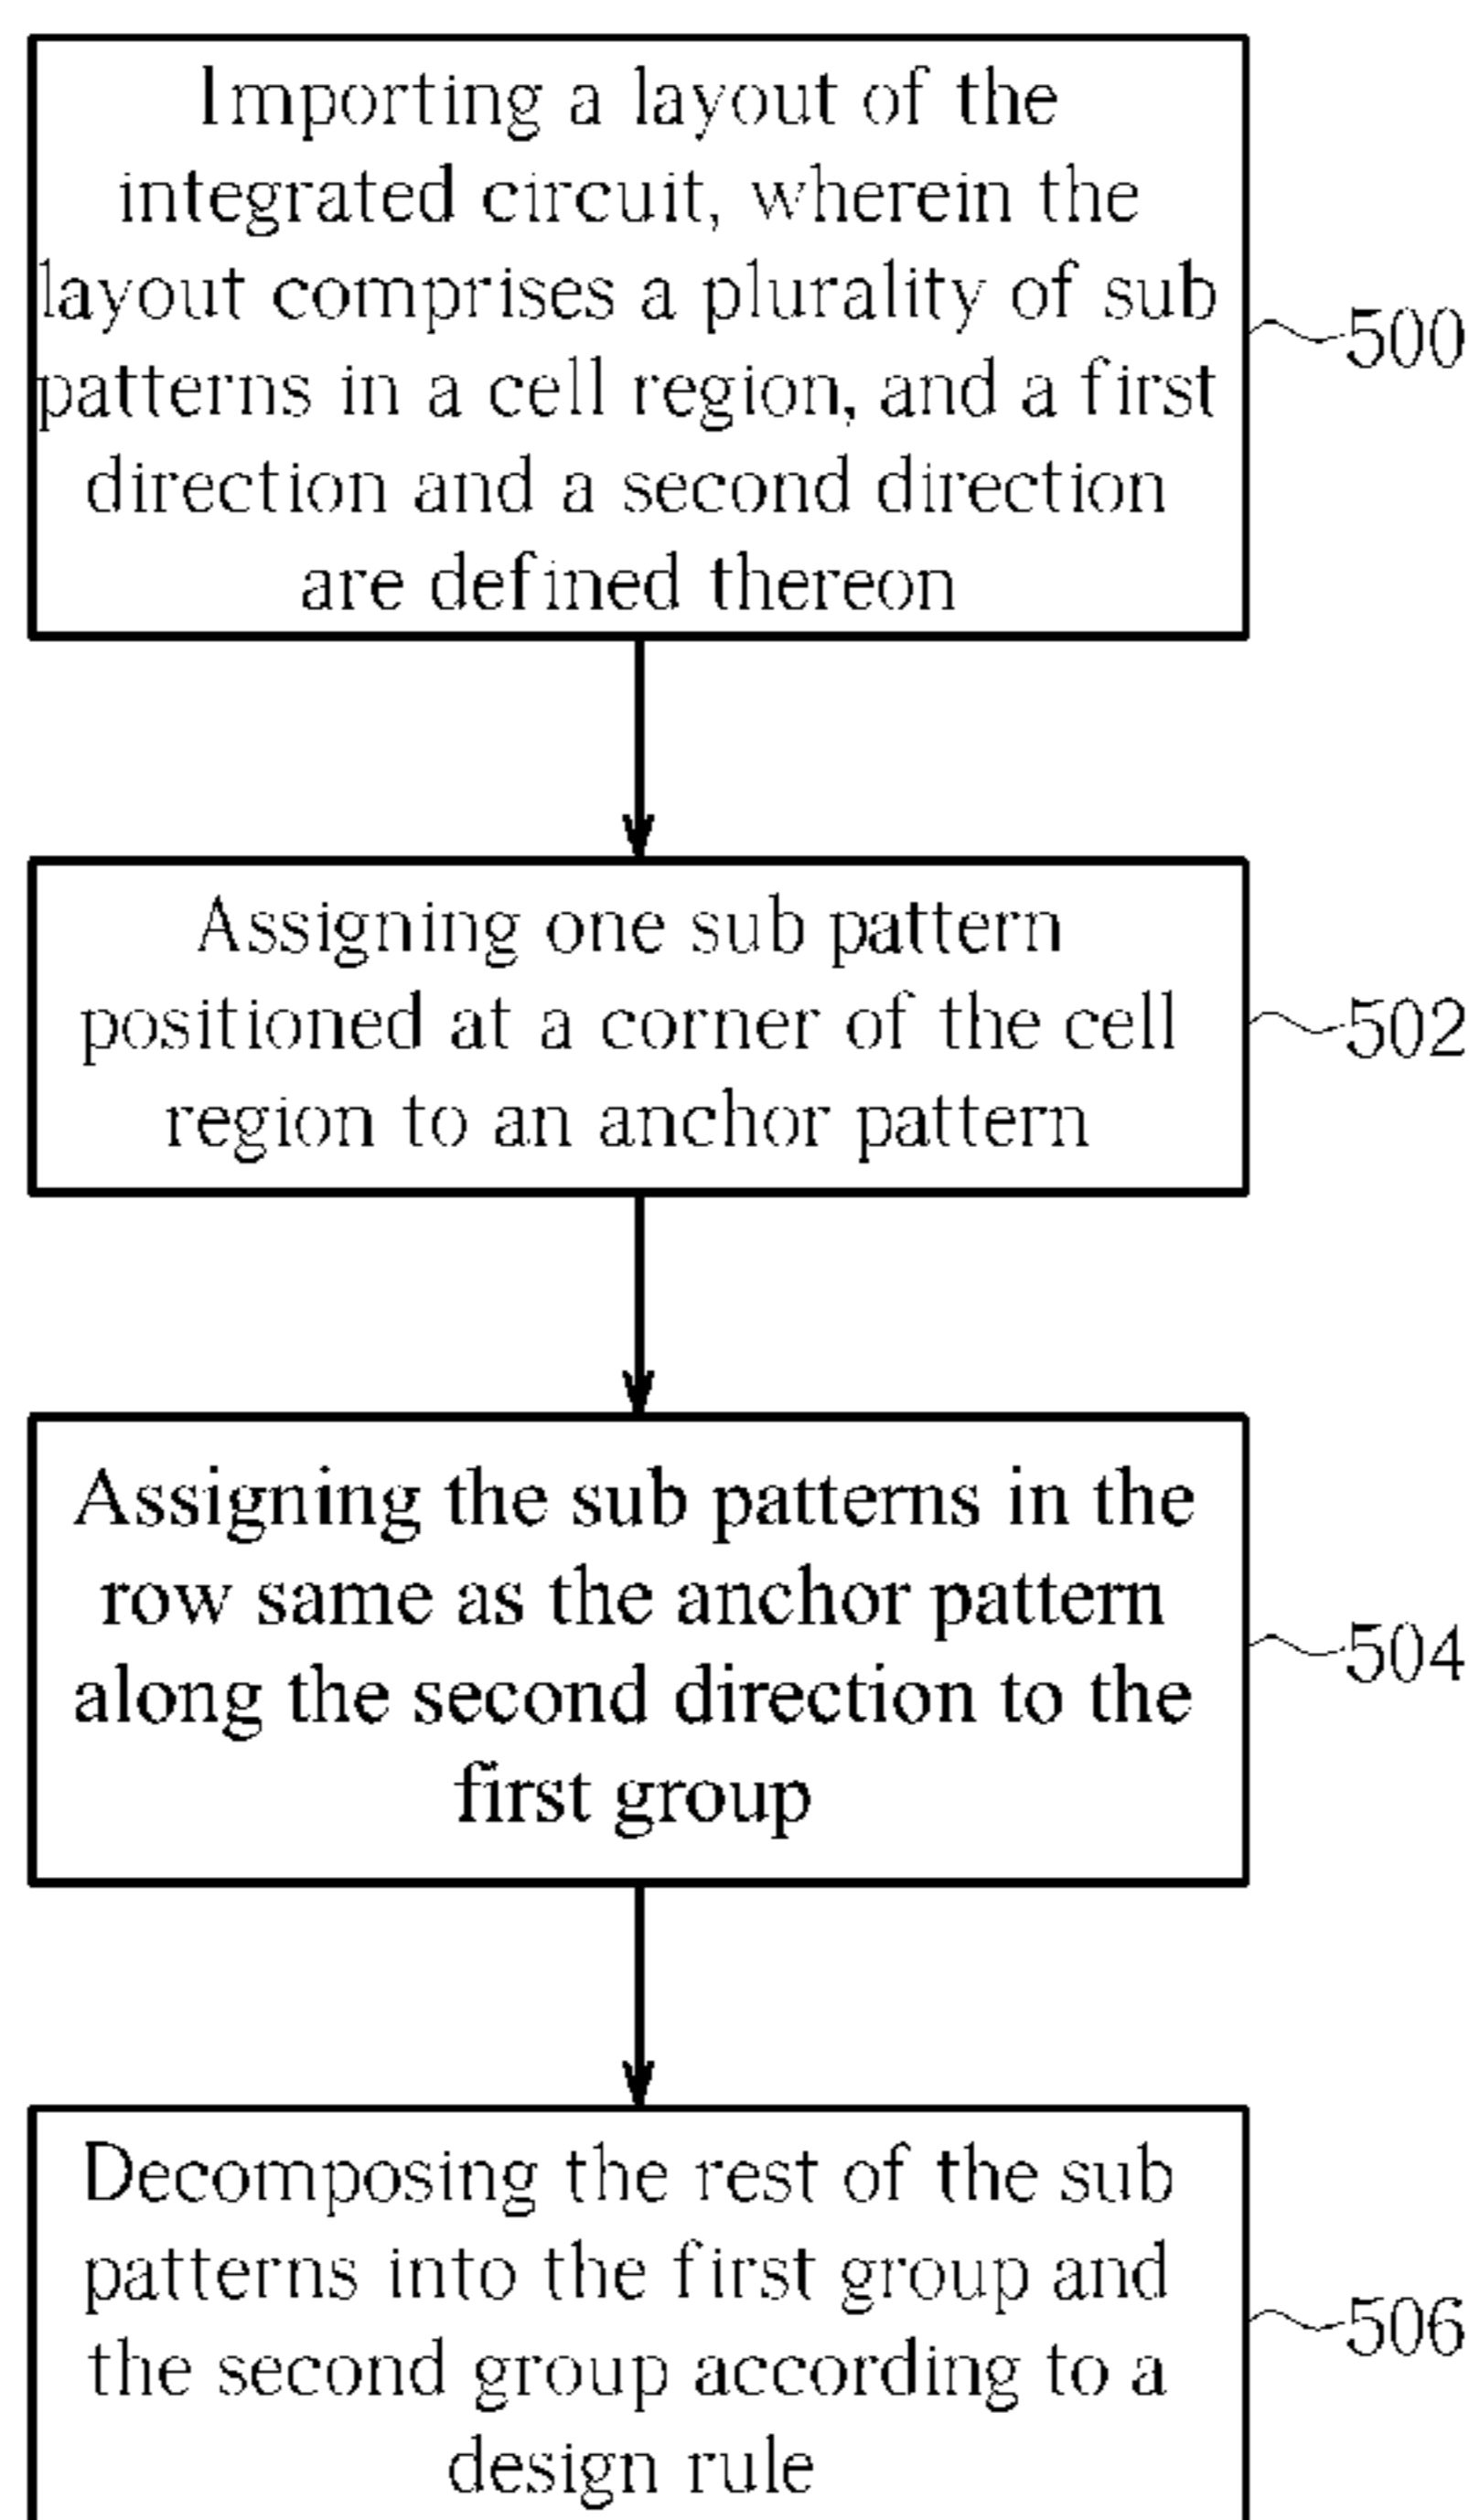 Importing a layout of the
integrated circuit, wherein the
layout comprises a plurality of sub
patterns in a cell region, and a first
direction and a second direction
are defined thereon
500
Assigning one sub pattern
positioned at a corner of the cell
region to an anchor pattern
502
Assigning the sub patterns in the
row same as the anchor pattern
along the second direction to the
first group
504
Decomposing the rest of the sub
patterns into the first group and
the second group according to a
design rule
506